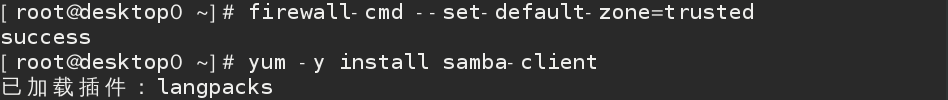 [root@desktop0 ~]# firewall-cmd --set-default-zone=trusted
success
[root@desktop0 ~]# yum -y install samba-client
已加载插件：langpacks